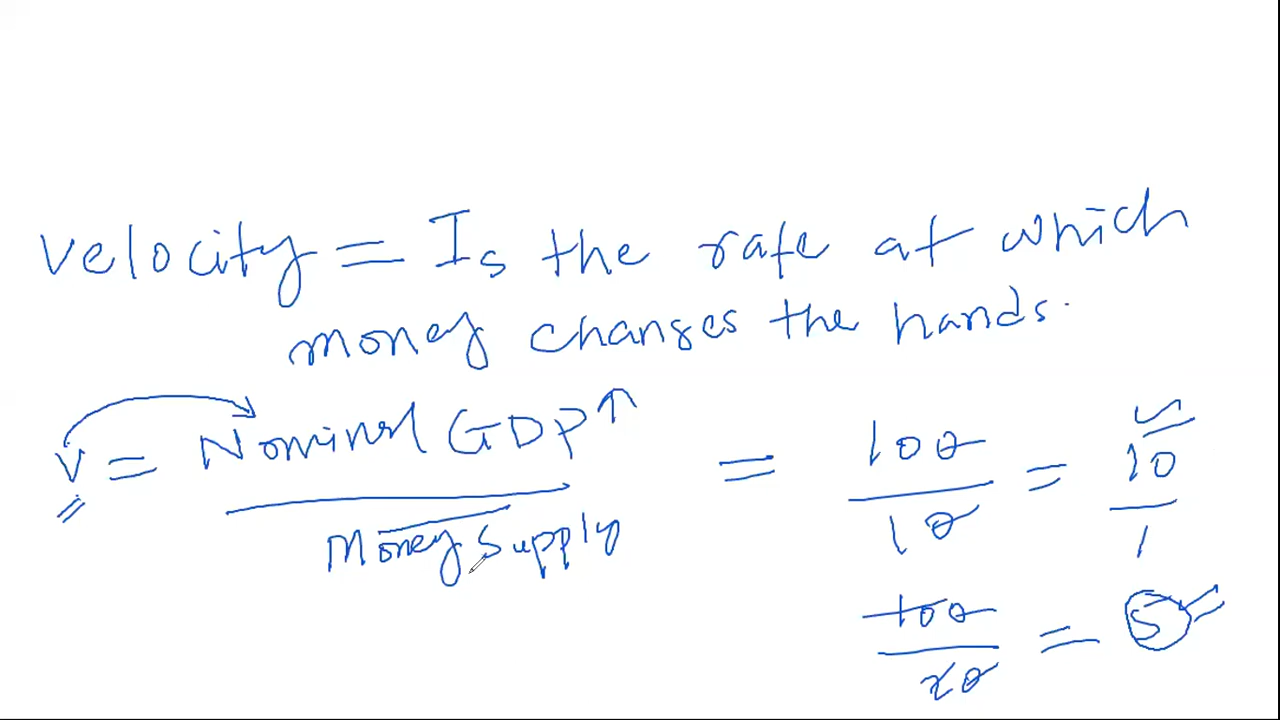 velocity = Is the rate at which
money changes the hands.
V = Nominal GDP↑ / Money Supply = 100 / 10 = 10 / 1
100 / 20 = 5